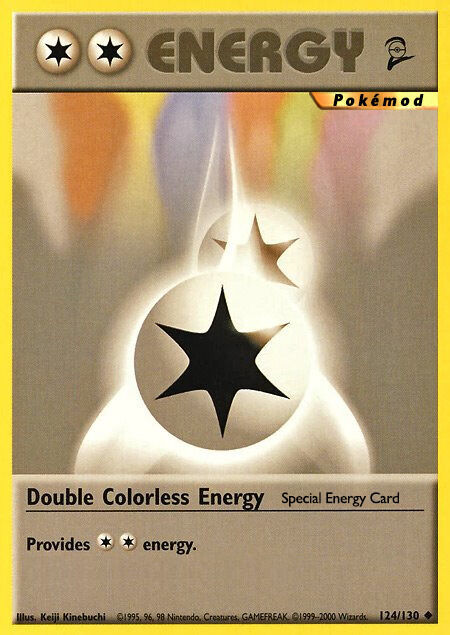 ENERGY
Pokémod
Double Colorless Energy Special Energy Card
Provides energy.
Illus. Keiji Kinebuchi ©1995, 96, 98 Nintendo, Creatures, GAMEFREAK. ©1999-2000 Wizards. 124/130 ◆